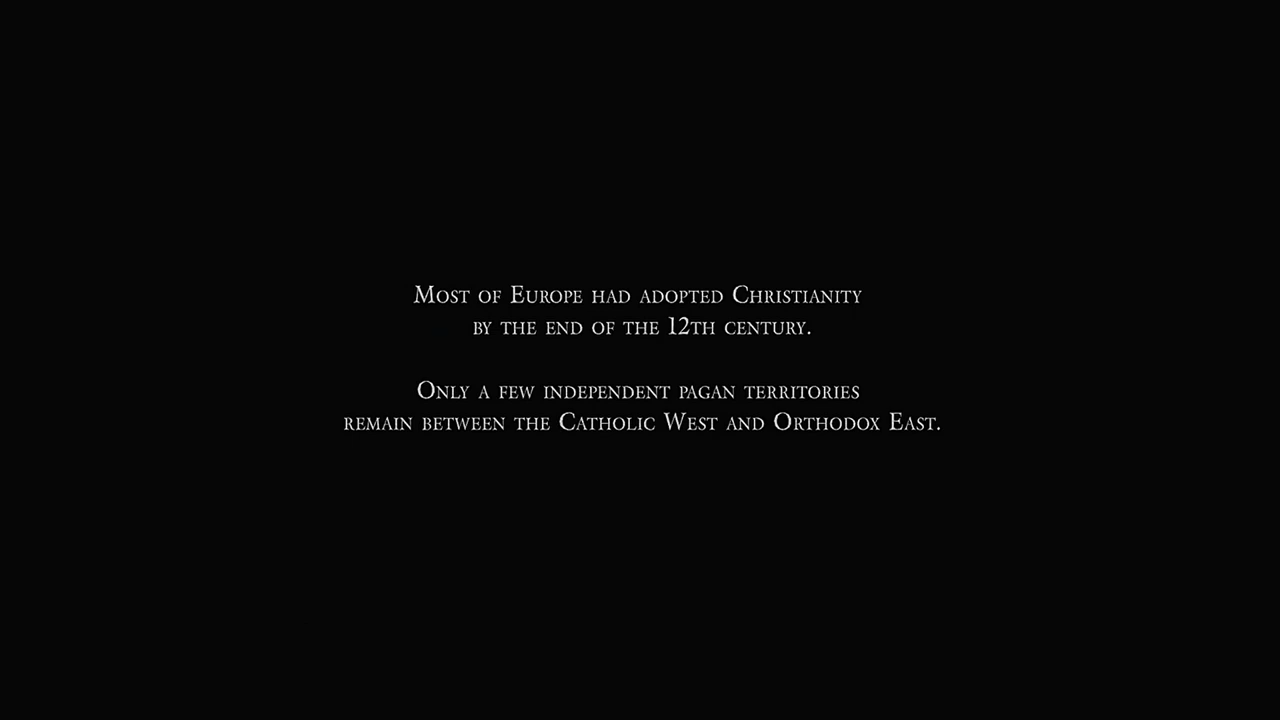 Most of Europe had adopted Christianity
by the end of the 12th century.
Only a few independent pagan territories
remain between the Catholic West and Orthodox East.